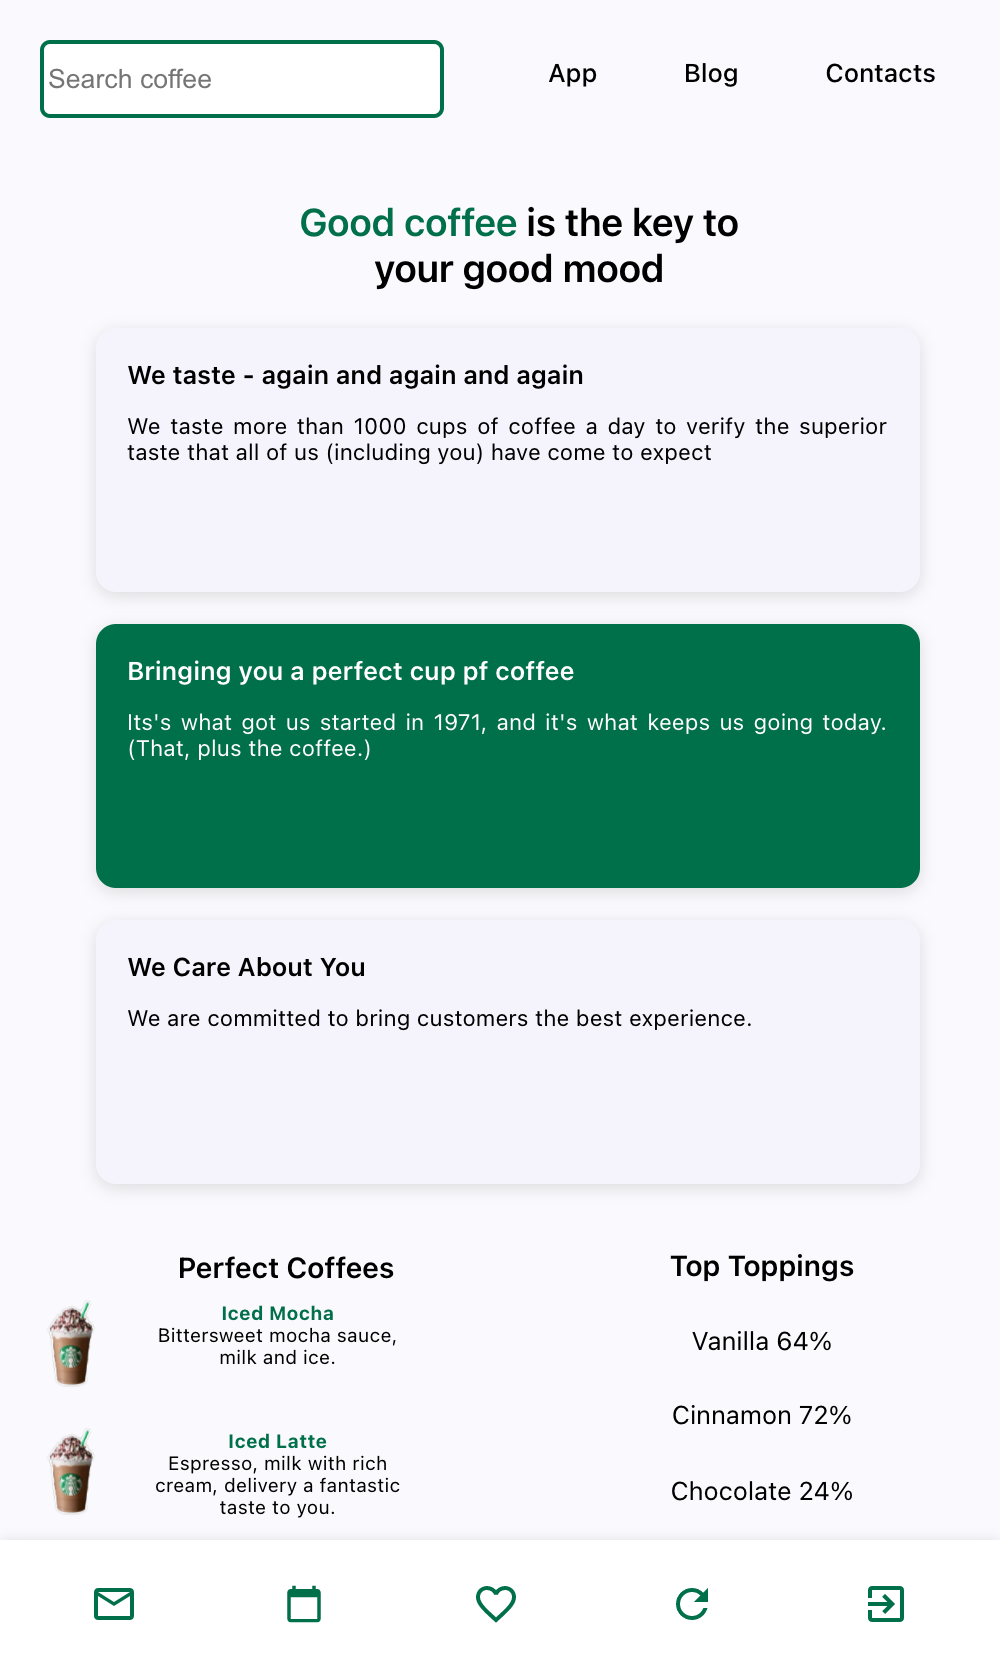 Search coffee
App
Blog
Contacts
Good coffee is the key to
your good mood
We taste - again and again and again
We taste more than 1000 cups of coffee a day to verify the superior
taste that all of us (including you) have come to expect
Bringing you a perfect cup pf coffee
Its's what got us started in 1971, and it's what keeps us going today.
(That, plus the coffee.)
We Care About You
We are committed to bring customers the best experience.
Perfect Coffees
Iced Mocha
Bittersweet mocha sauce,
milk and ice.
Iced Latte
Espresso, milk with rich
cream, delivery a fantastic
taste to you.
Top Toppings
Vanilla 64%
Cinnamon 72%
Chocolate 24%